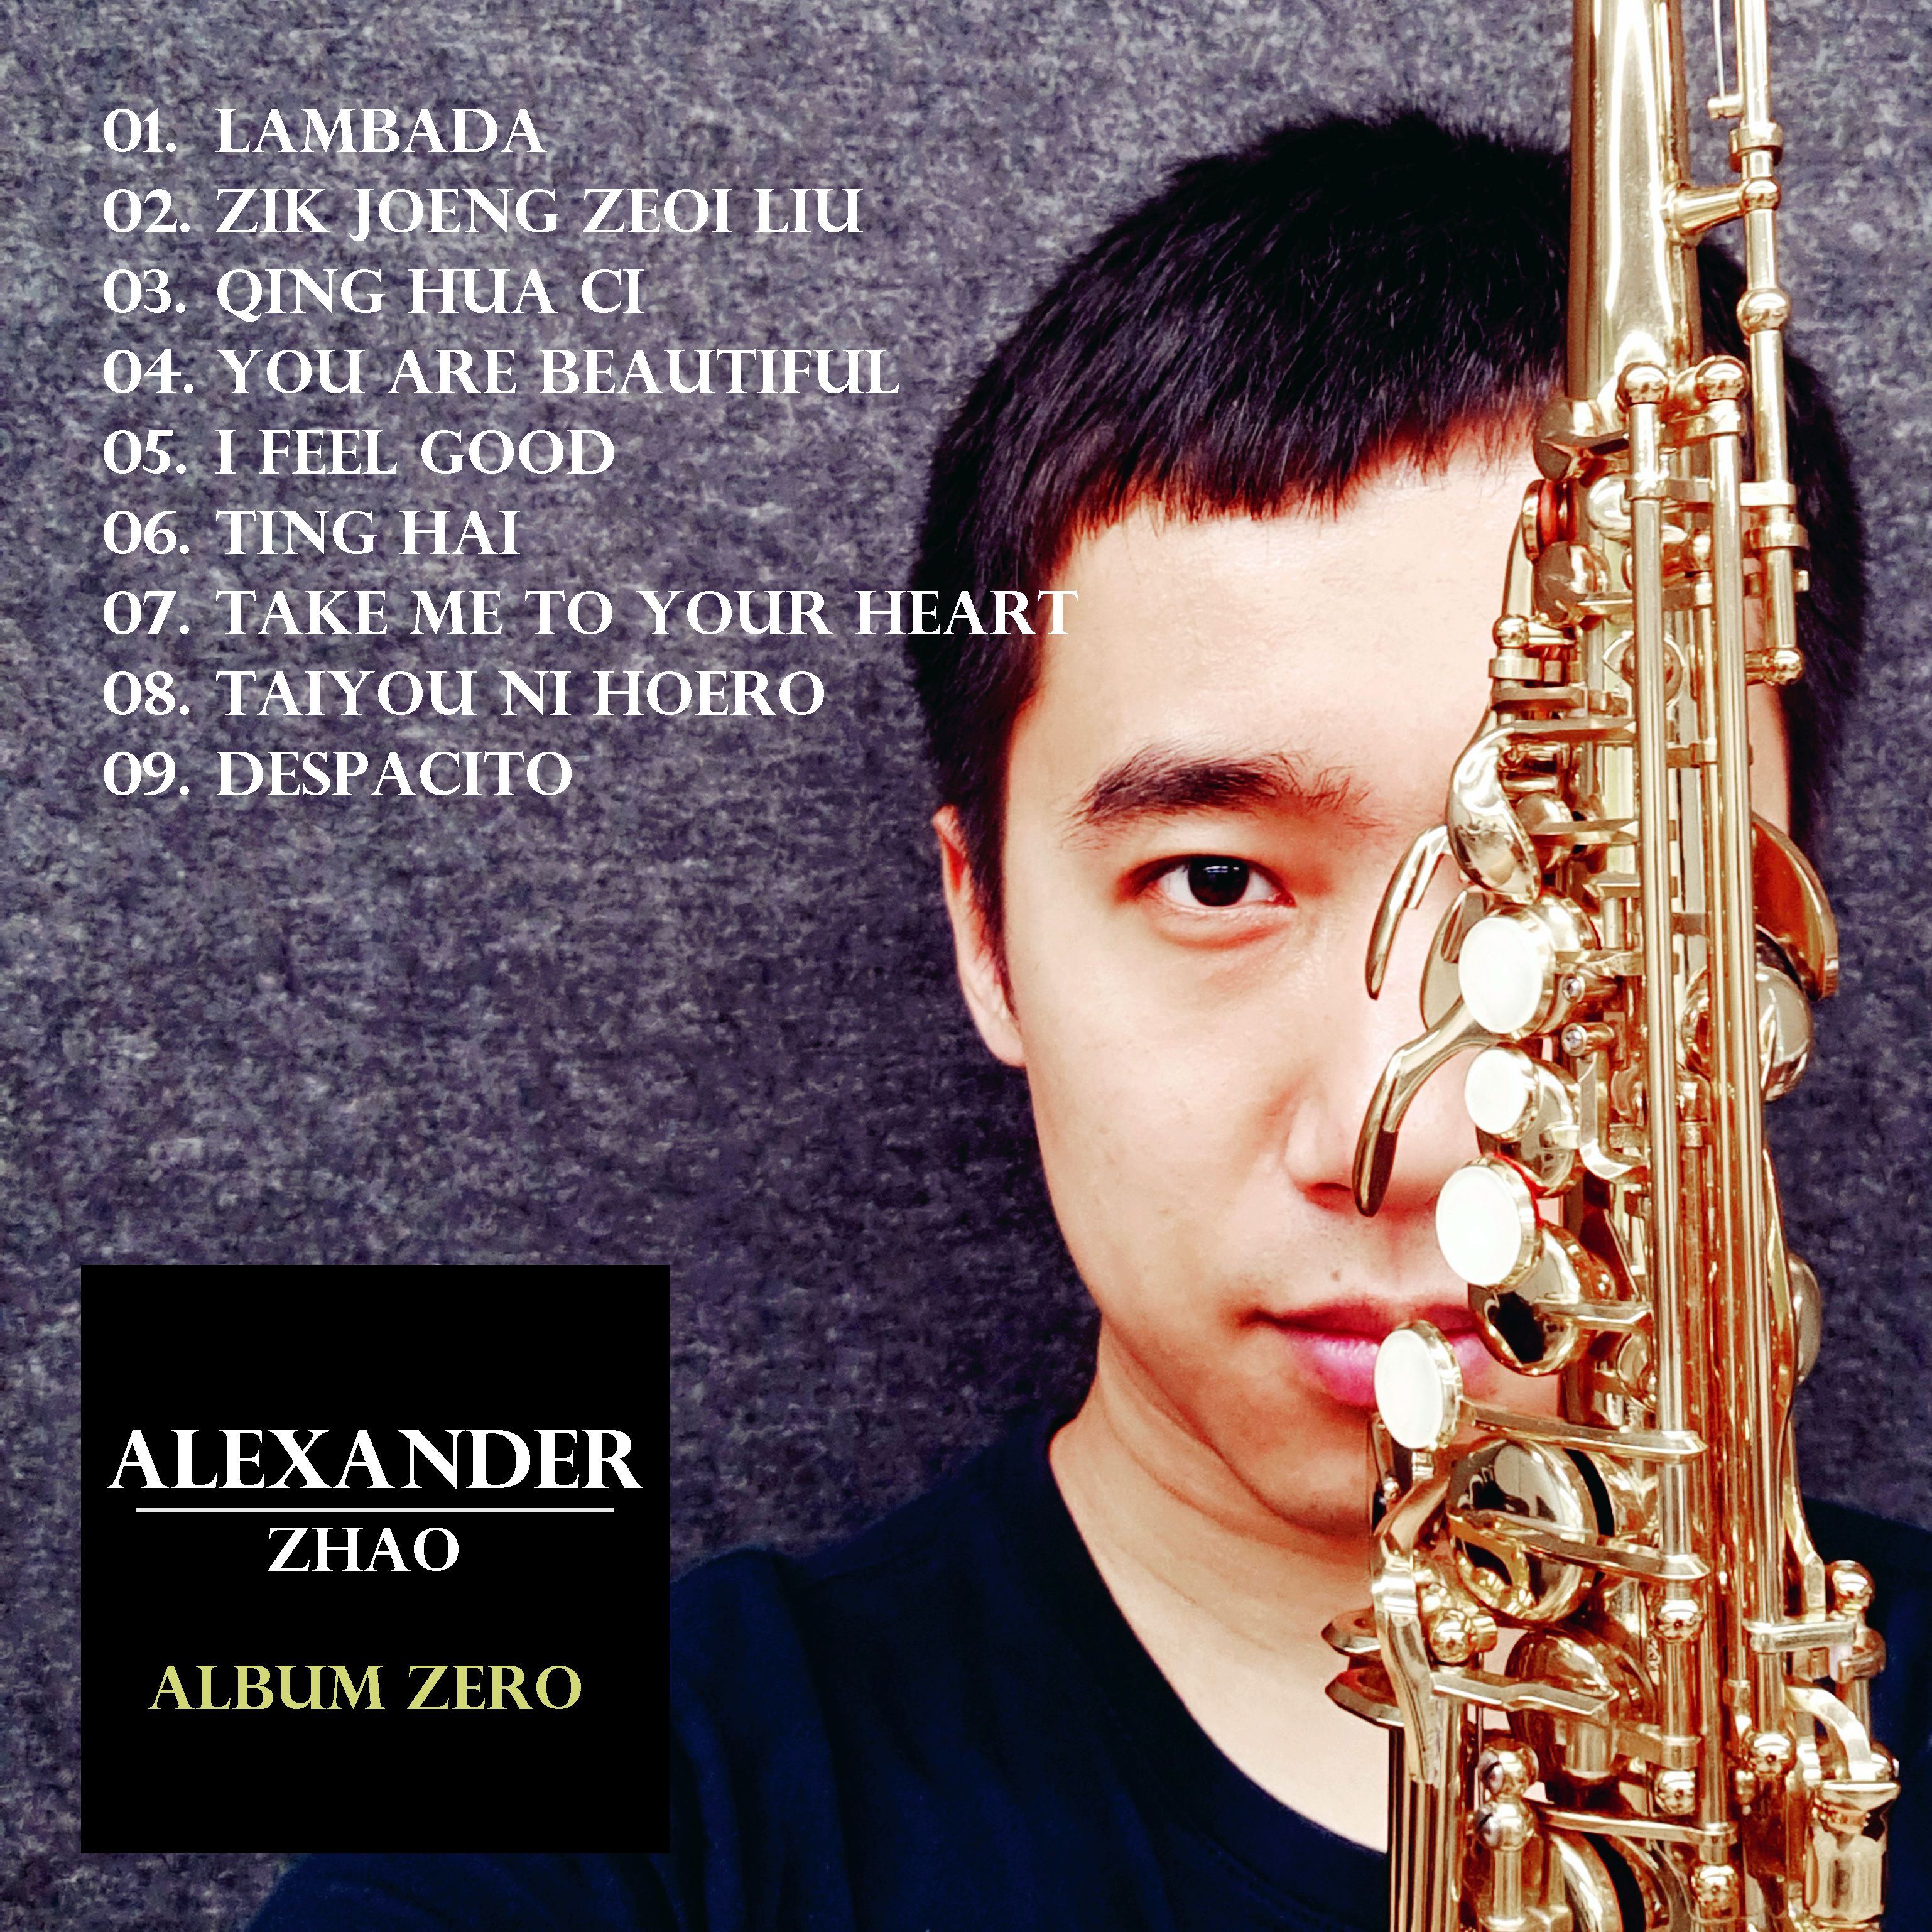 01. LAMBADA
02. ZIK JOENG ZEOI LIU
03. QING HUA CI
04. YOU ARE BEAUTIFUL
05. I FEEL GOOD
06. TING HAI
07. TAKE ME TO YOUR HEART
08. TAIYOU NI HOERO
09. DESPACITO
ALEXANDER
ZHAO
ALBUM ZERO